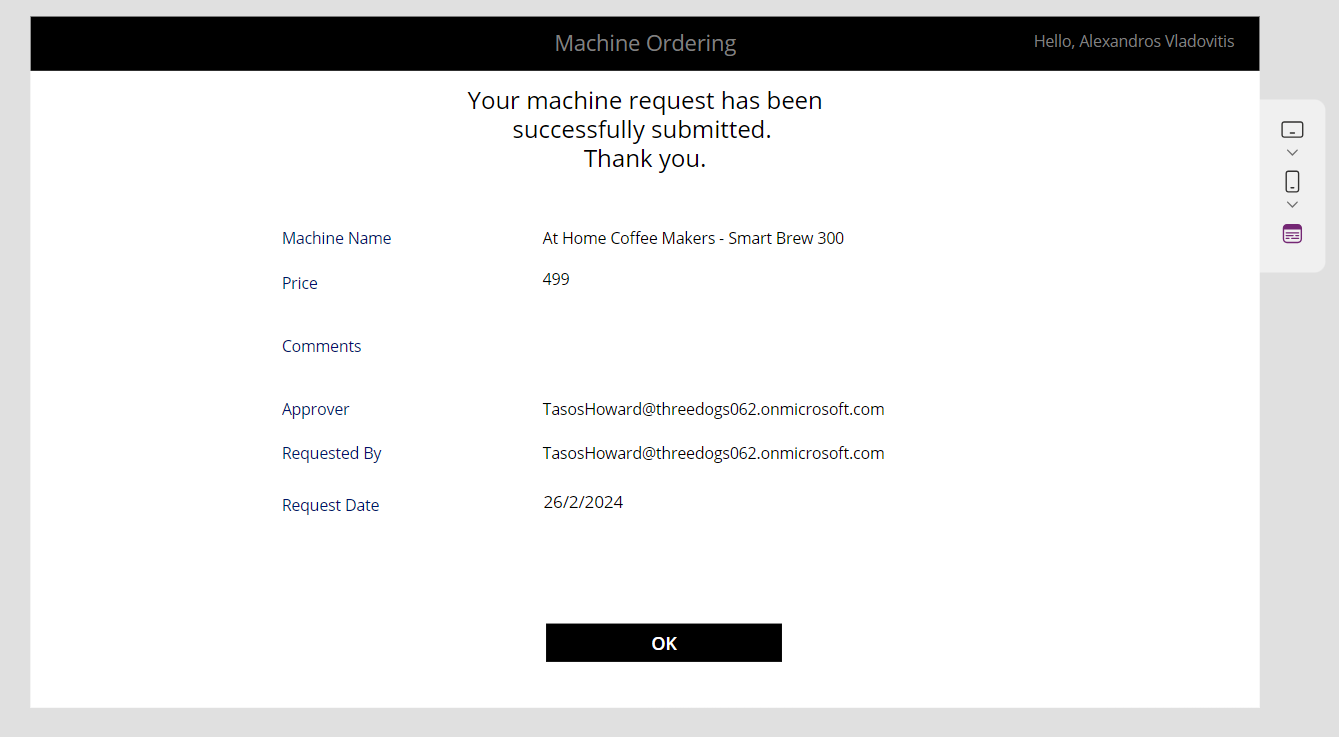 Machine Ordering
Hello, Alexandros Vladovitis
Your machine request has been
successfully submitted.
Thank you.
Machine Name At Home Coffee Makers - Smart Brew 300
Price 499
Comments
Approver TasosHoward@threedogs062.onmicrosoft.com
Requested By TasosHoward@threedogs062.onmicrosoft.com
Request Date 26/2/2024
OK